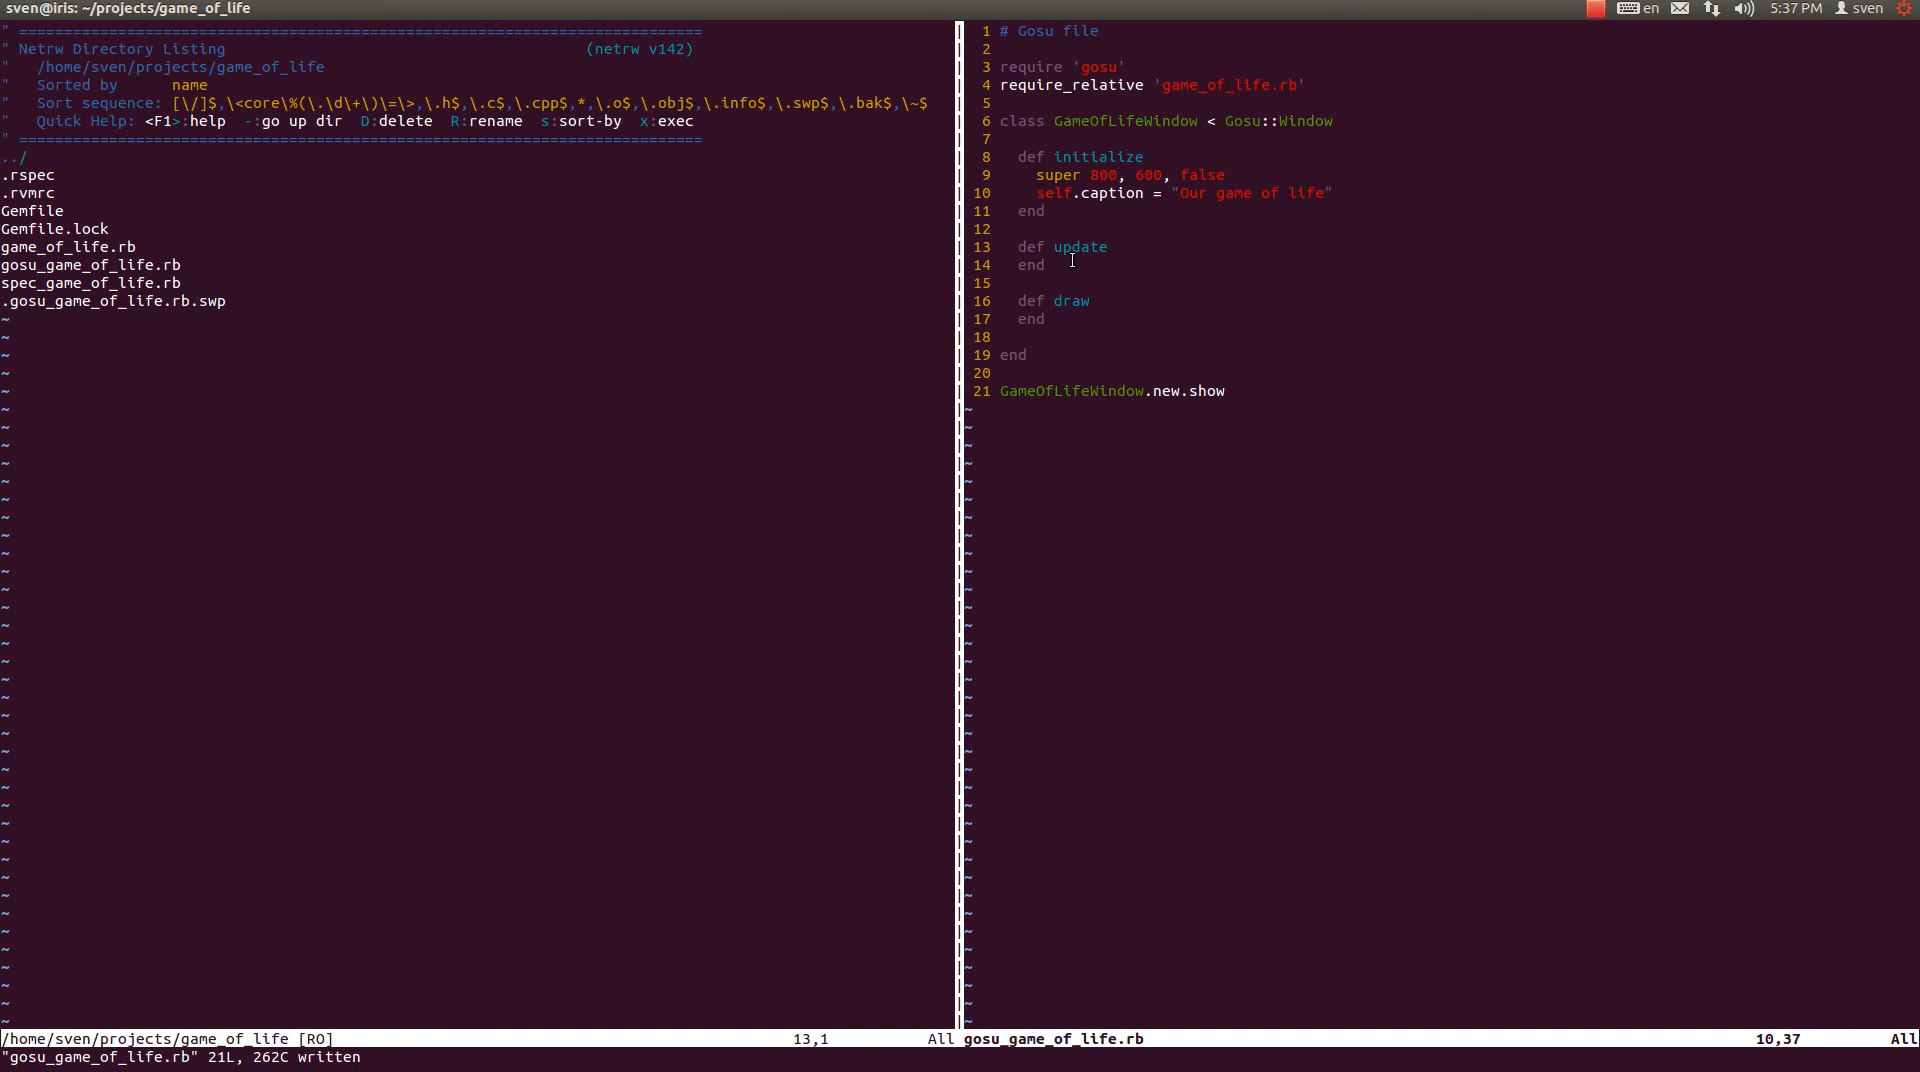 sven@iris: ~/projects/game_of_life
en 5:37 PM sven
" ============================================================================
" Netrw Directory Listing                                        (netrw v142)
"   /home/sven/projects/game_of_life
"   Sorted by      name
"   Sort sequence: [\/]$,\<core\%(\.\d\+\)\=\>,\.h$,\.c$,\.cpp$,*,\.o$,\.obj$,\.info$,\.swp$,\.bak$,\~$
"   Quick Help: <F1>:help  -:go up dir  D:delete  R:rename  s:sort-by  x:exec
" ============================================================================
../
.rspec
.rvmrc
Gemfile
Gemfile.lock
game_of_life.rb
gosu_game_of_life.rb
spec_game_of_life.rb
.gosu_game_of_life.rb.swp
1 # Gosu file
2
3 require 'gosu'
4 require_relative 'game_of_life.rb'
5
6 class GameOfLifeWindow < Gosu::Window
7
8   def initialize
9     super 800, 600, false
10     self.caption = "Our game of life"
11   end
12
13   def update
14   end
15
16   def draw
17   end
18
19 end
20
21 GameOfLifeWindow.new.show
/home/sven/projects/game_of_life [RO] 13,1 All
gosu_game_of_life.rb 10,37 All
"gosu_game_of_life.rb" 21L, 262C written